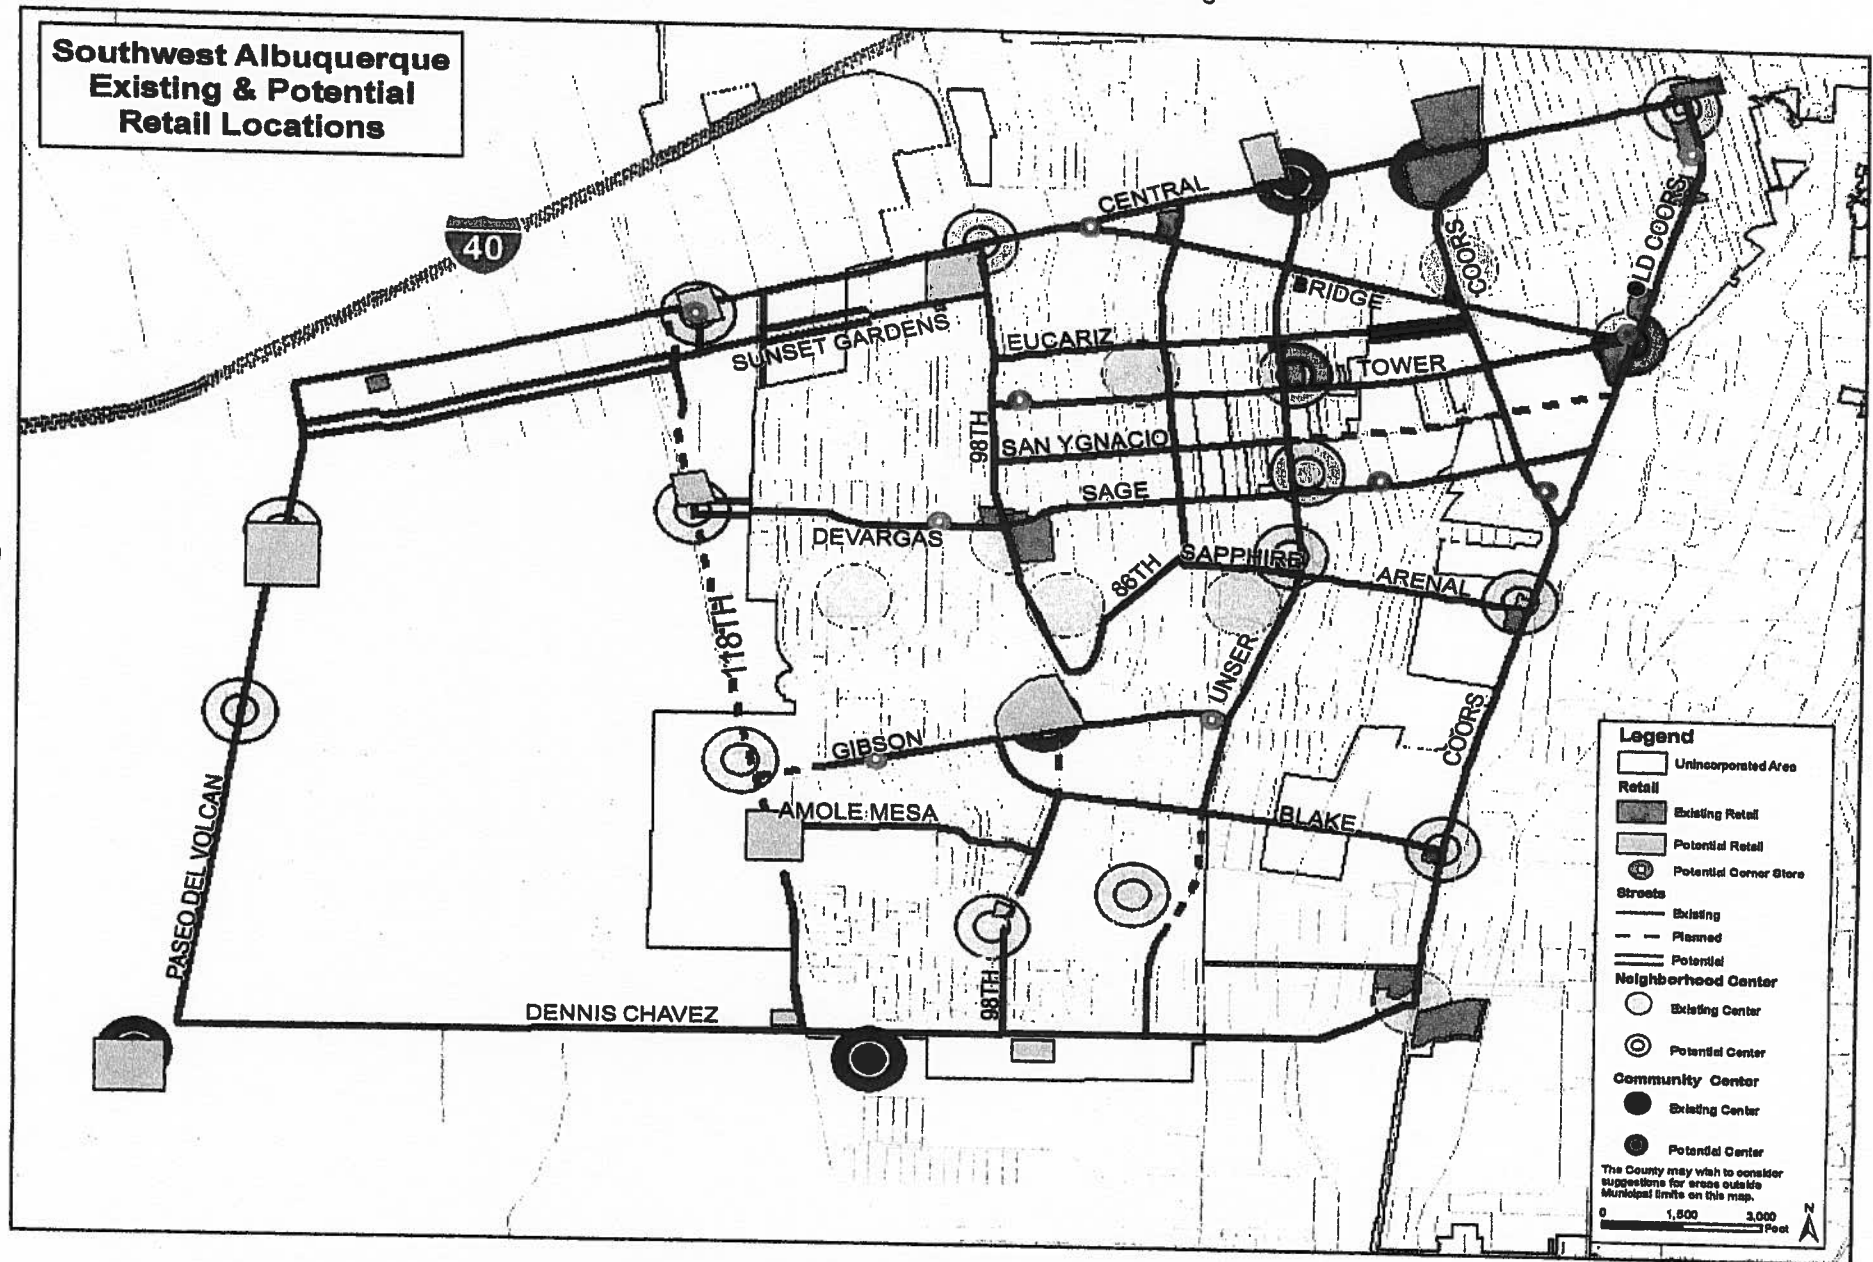 Southwest Albuquerque
Existing & Potential
Retail Locations
40
CENTRAL
COORS
OLD COORS
BRIDGE
SUNSET GARDENS
EUCARIZ
TOWER
98TH
SAN YGNACIO
SAGE
DEVARGAS
SAPPHIRE
86TH
ARENAL
118TH
UNSER
GIBSON
COORS
AMOLE MESA
BLAKE
PASEO DEL VOLCAN
98TH
DENNIS CHAVEZ
Legend
Unincorporated Area
Retail
Existing Retail
Potential Retail
Potential Corner Store
Streets
Existing
Planned
Potential
Neighborhood Center
Existing Center
Potential Center
Community Center
Existing Center
Potential Center
The County may wish to consider
suggestions for areas outside
Municipal limits on this map.
0 1,500 3,000
Feet
N